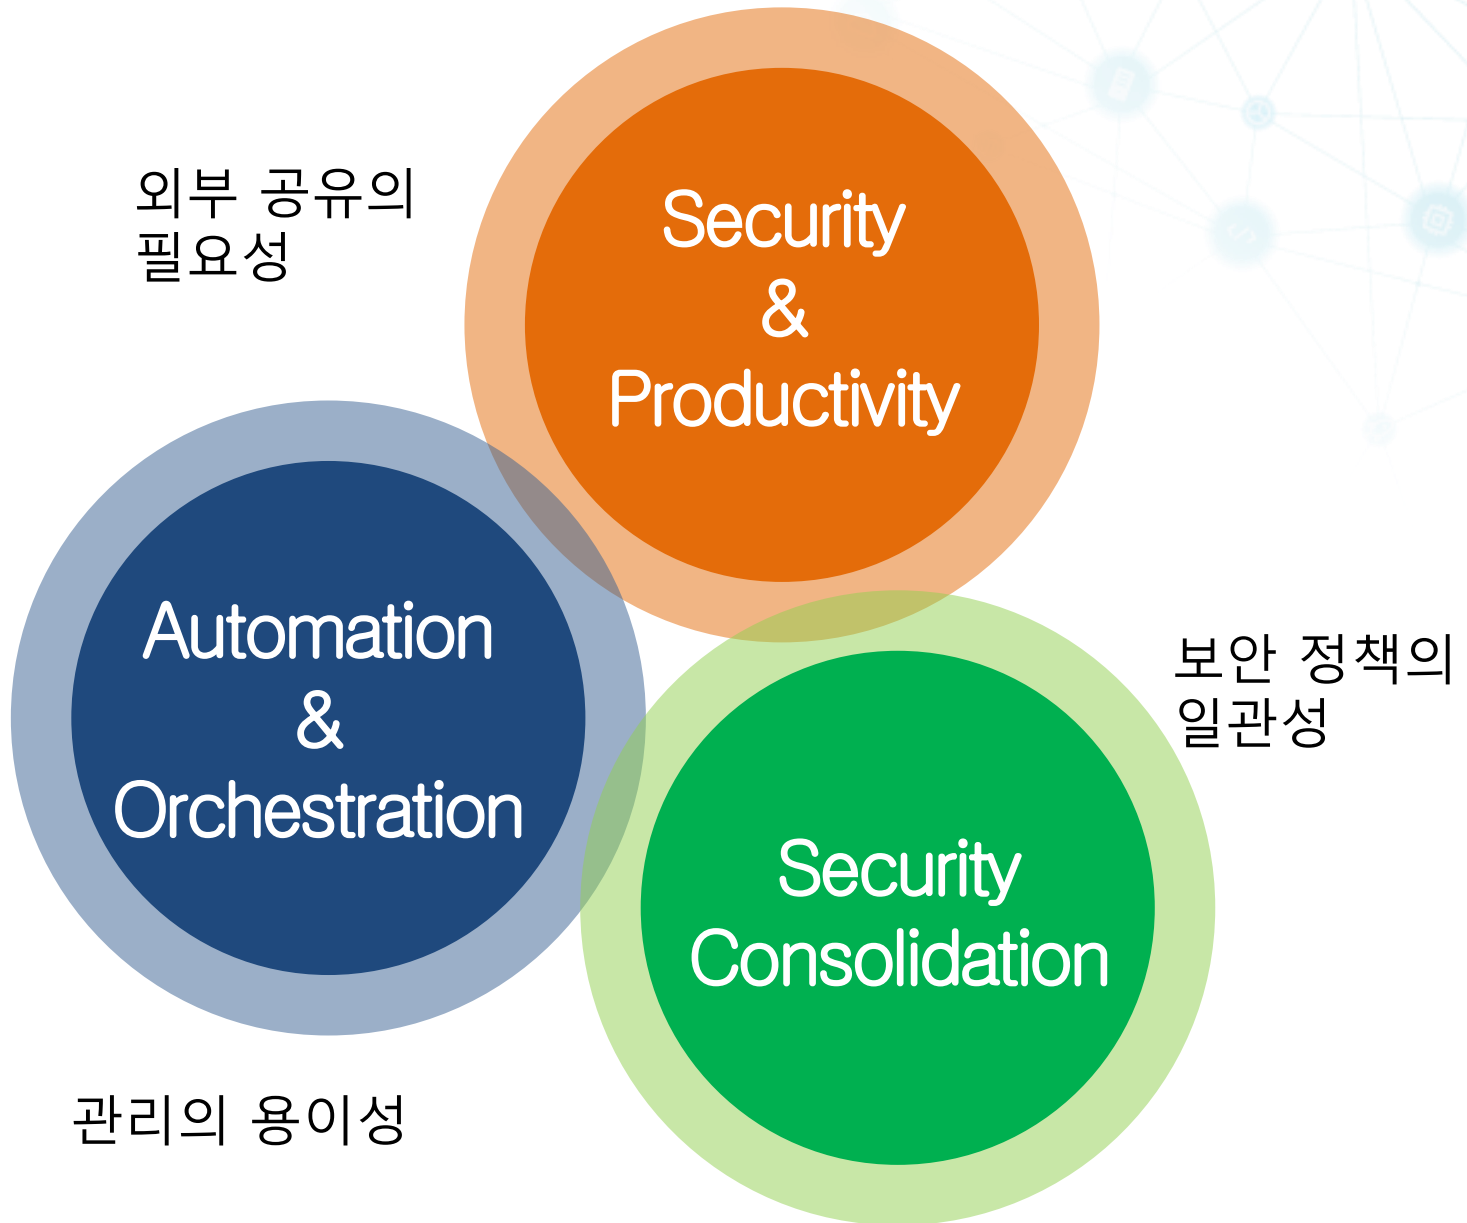 외부 공유의
필요성
Security
&
Productivity
Automation
&
Orchestration
보안 정책의
일관성
Security
Consolidation
관리의 용이성